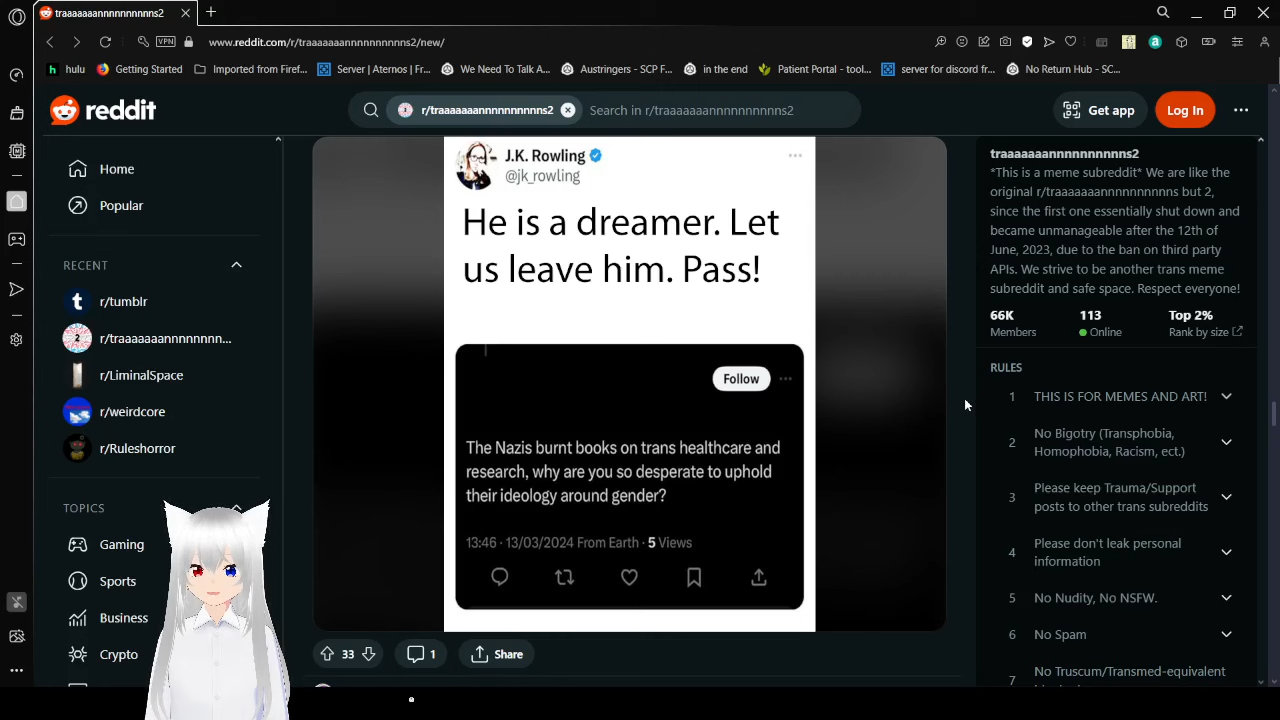 traaaaaaannnnnnnnnns2
VPN
www.reddit.com/r/traaaaaaannnnnnnnnns2/new/
hulu
Getting Started
Imported from Firef...
Server | Aternos | Fr...
We Need To Talk A...
Austringers - SCP F...
in the end
Patient Portal - tool...
server for discord fr...
No Return Hub - SC...
reddit
r/traaaaaaannnnnnnnnns2
Search in r/traaaaaaannnnnnnnnns2
Get app
Log In
Home
Popular
RECENT
r/tumblr
r/traaaaaaannnnnnn...
r/LiminalSpace
r/weirdcore
r/Ruleshorror
TOPICS
Gaming
Sports
Business
Crypto
J.K. Rowling
@jk_rowling
He is a dreamer. Let
us leave him. Pass!
Follow
The Nazis burnt books on trans healthcare and
research, why are you so desperate to uphold
their ideology around gender?
13:46 · 13/03/2024 From Earth · 5 Views
33
1
Share
traaaaaaannnnnnnnnns2
*This is a meme subreddit* We are like the
original r/traaaaaaannnnnnnnnns but 2,
since the first one essentially shut down and
became unmanageable after the 12th of
June, 2023, due to the ban on third party
APIs. We strive to be another trans meme
subreddit and safe space. Respect everyone!
66K
Members
113
Online
Top 2%
Rank by size
RULES
1 THIS IS FOR MEMES AND ART!
2 No Bigotry (Transphobia,
Homophobia, Racism, ect.)
3 Please keep Trauma/Support
posts to other trans subreddits
4 Please don't leak personal
information
5 No Nudity, No NSFW.
6 No Spam
7 No Truscum/Transmed-equivalent